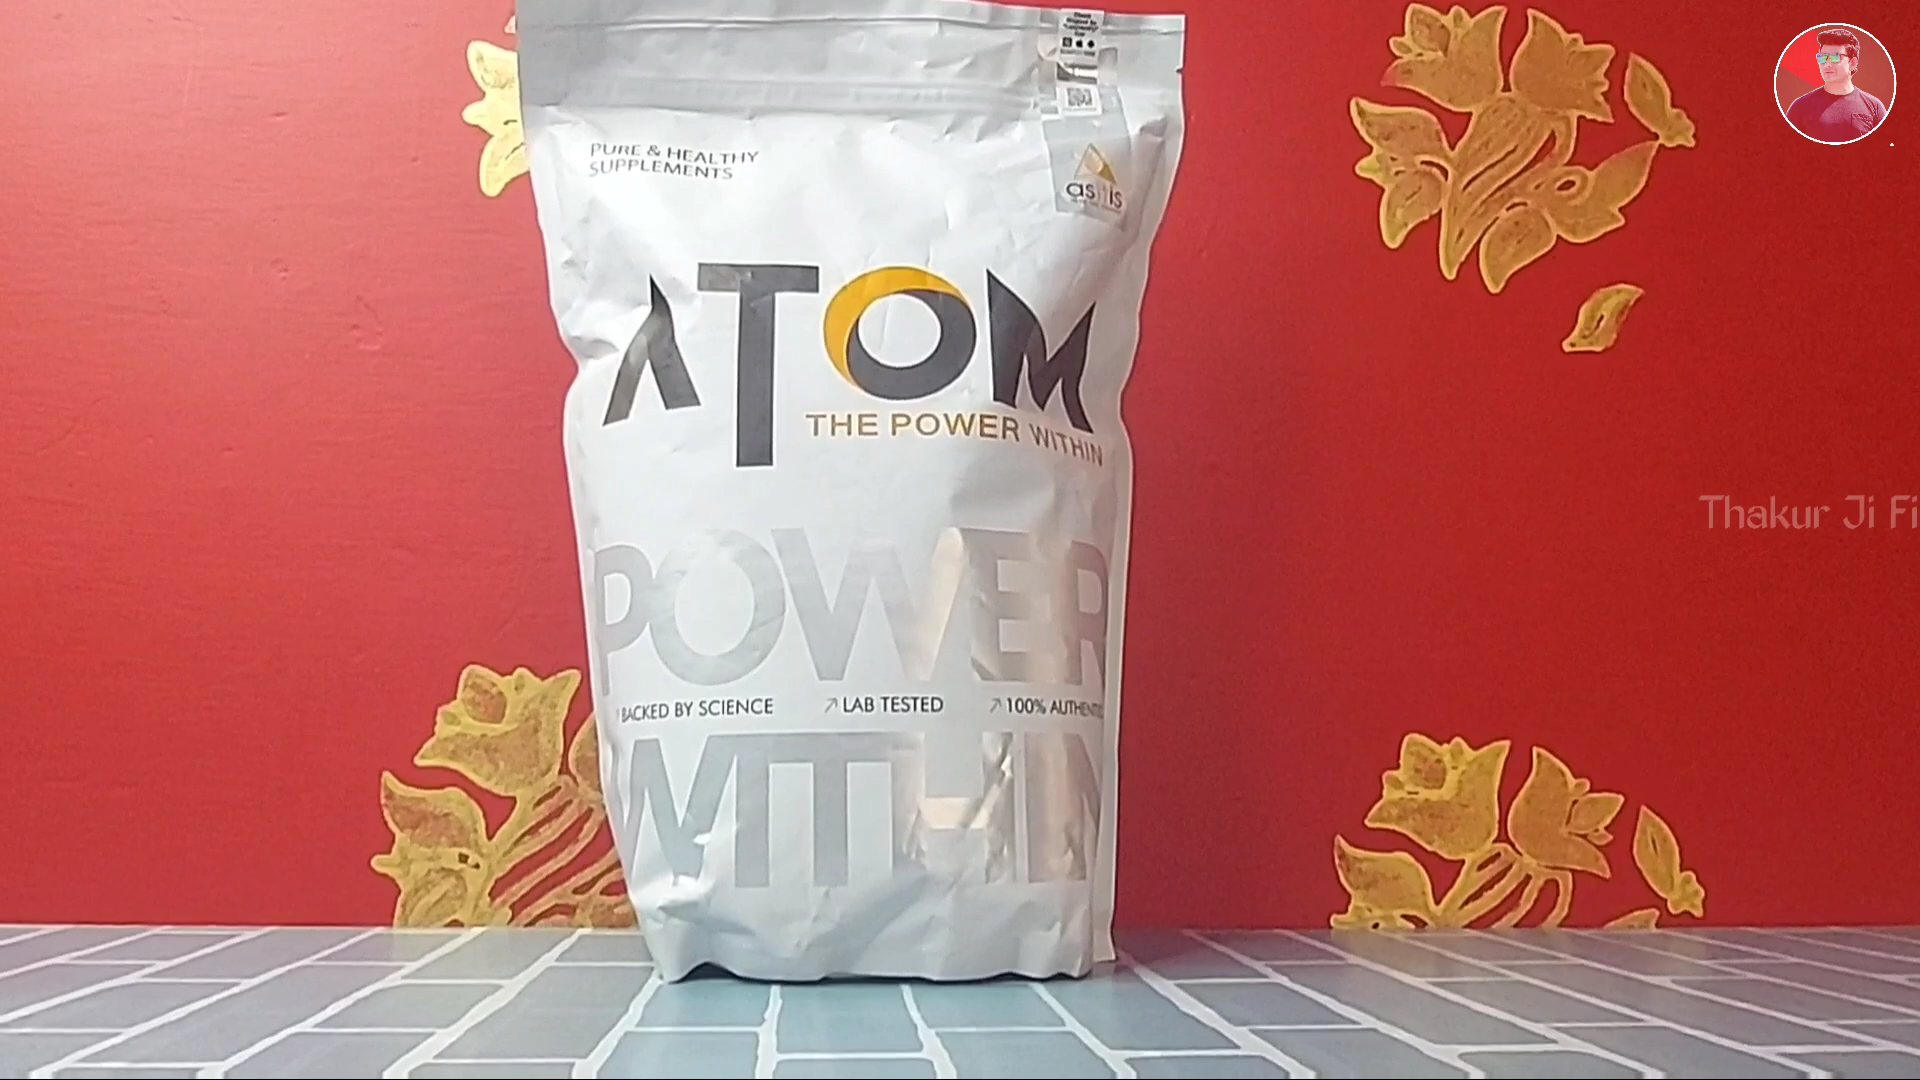 PURE & HEALTHY
SUPPLEMENTS
asitis
ATOM
THE POWER WITHIN
POWER
BACKED BY SCIENCE
LAB TESTED
100% AUTHENTIC
WITHIN
Thakur Ji Fi